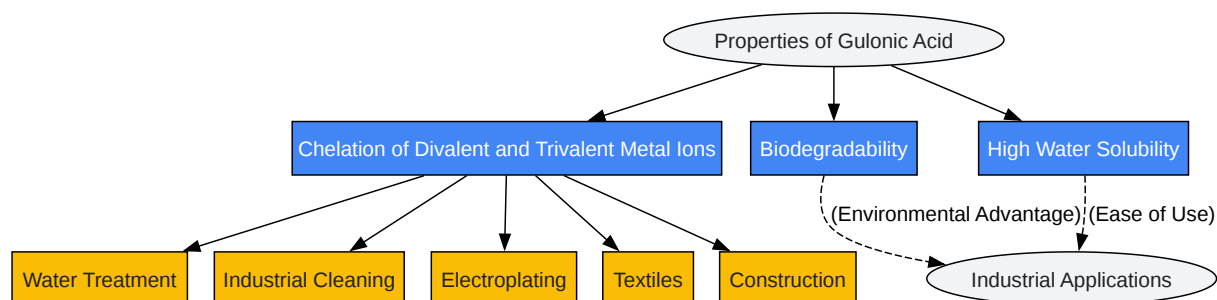 Properties of Gulonic Acid
Chelation of Divalent and Trivalent Metal Ions
Biodegradability
High Water Solubility
(Environmental Advantage)
(Ease of Use)
Water Treatment
Industrial Cleaning
Electroplating
Textiles
Construction
Industrial Applications